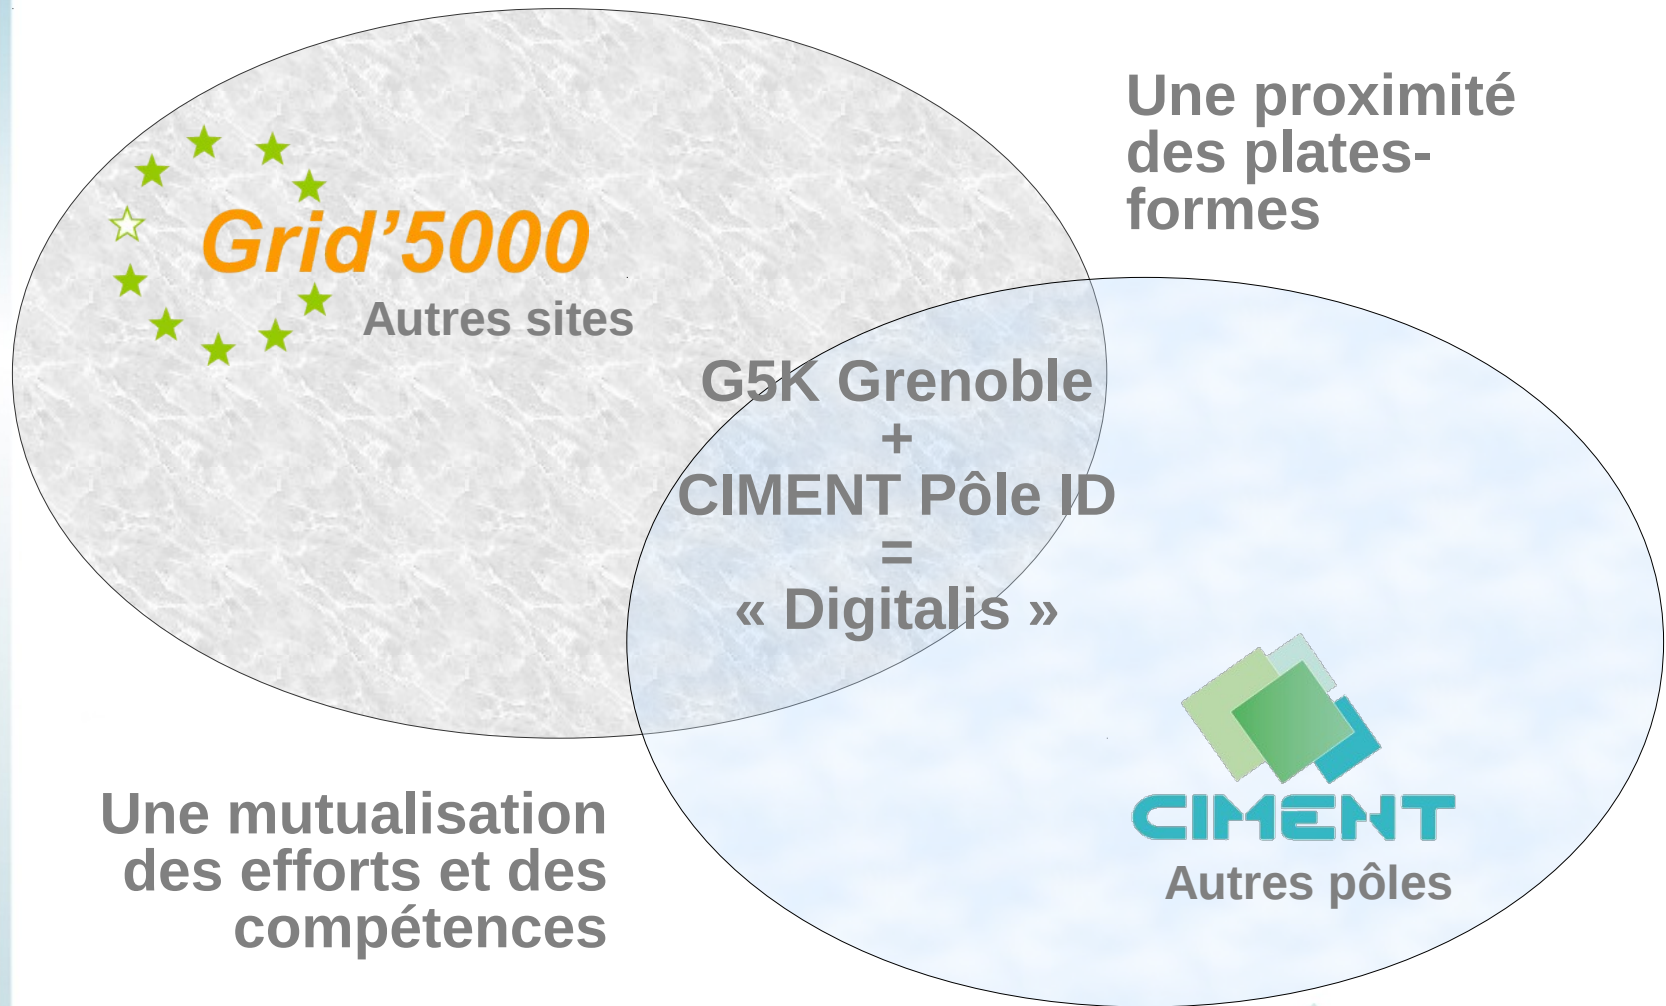 Une proximité
des plates-
formes
Grid’5000
Autres sites
G5K Grenoble
+
CIMENT Pôle ID
=
« Digitalis »
CIMENT
Autres pôles
Une mutualisation
des efforts et des
compétences